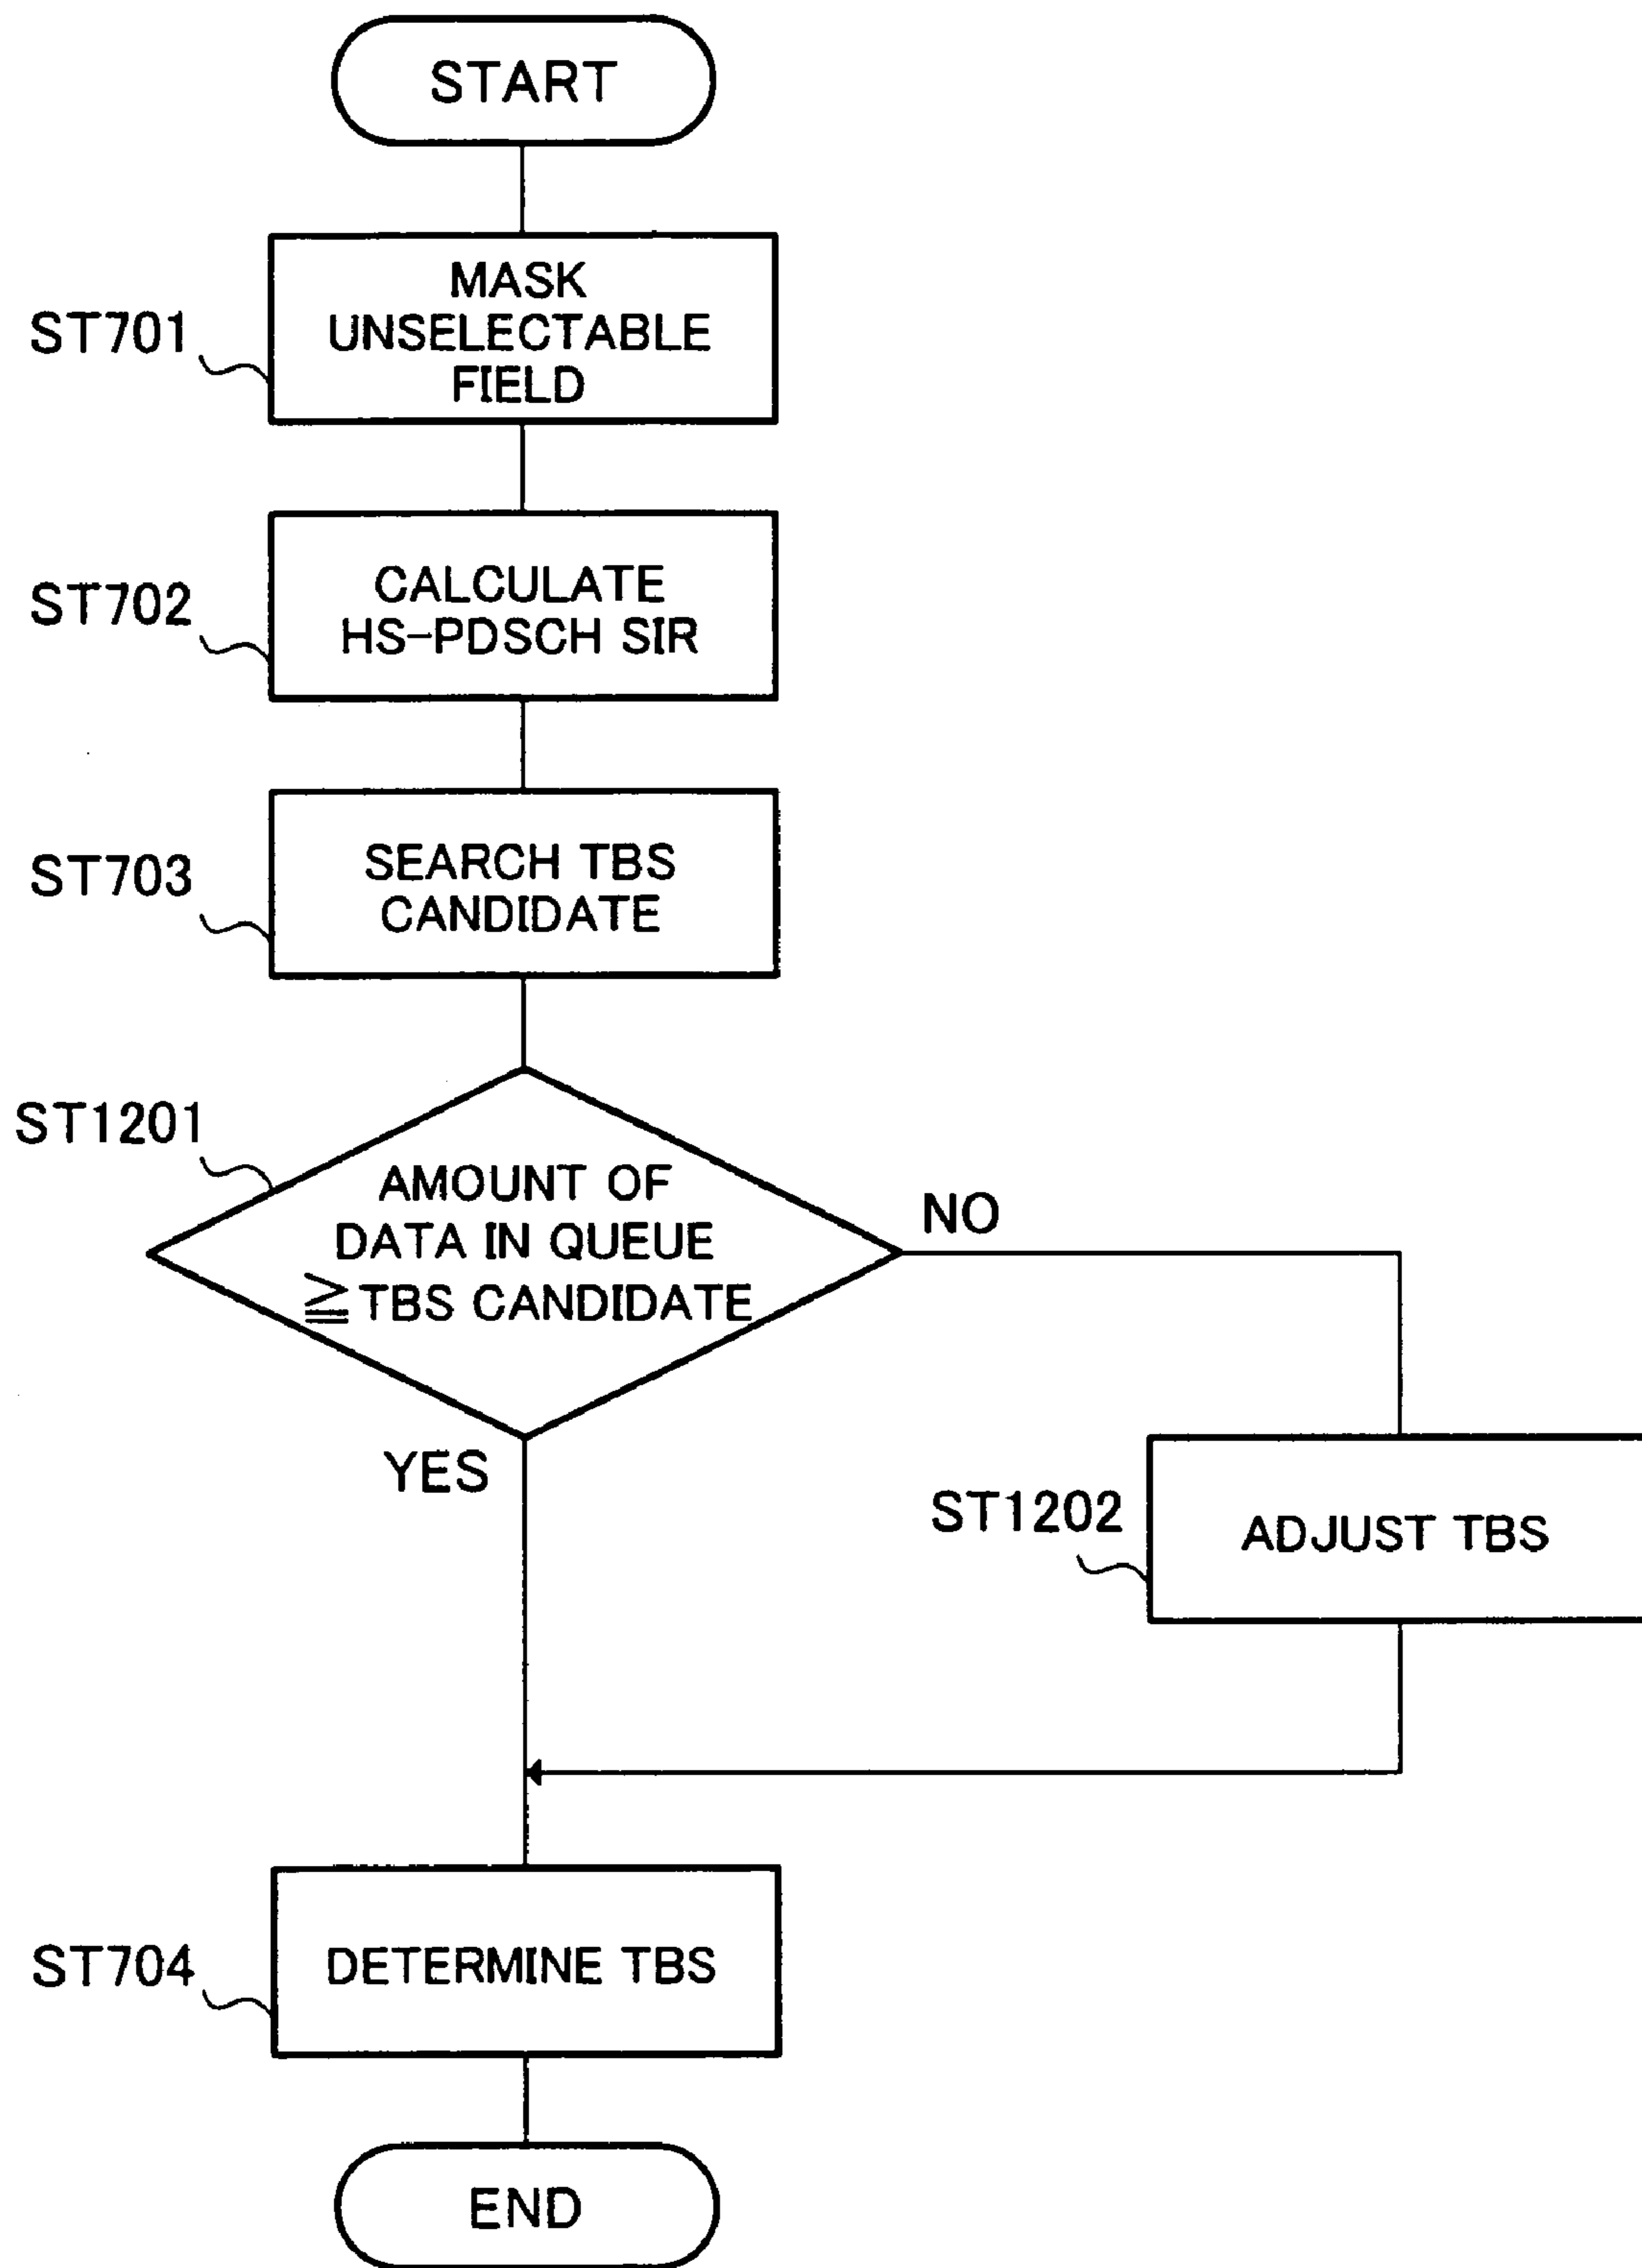 START
ST701
MASK
UNSELECTABLE
FIELD
ST702
CALCULATE
HS-PDSCH SIR
ST703
SEARCH TBS
CANDIDATE
ST1201
AMOUNT OF
DATA IN QUEUE
≧TBS CANDIDATE
NO
YES
ST1202
ADJUST TBS
ST704
DETERMINE TBS
END